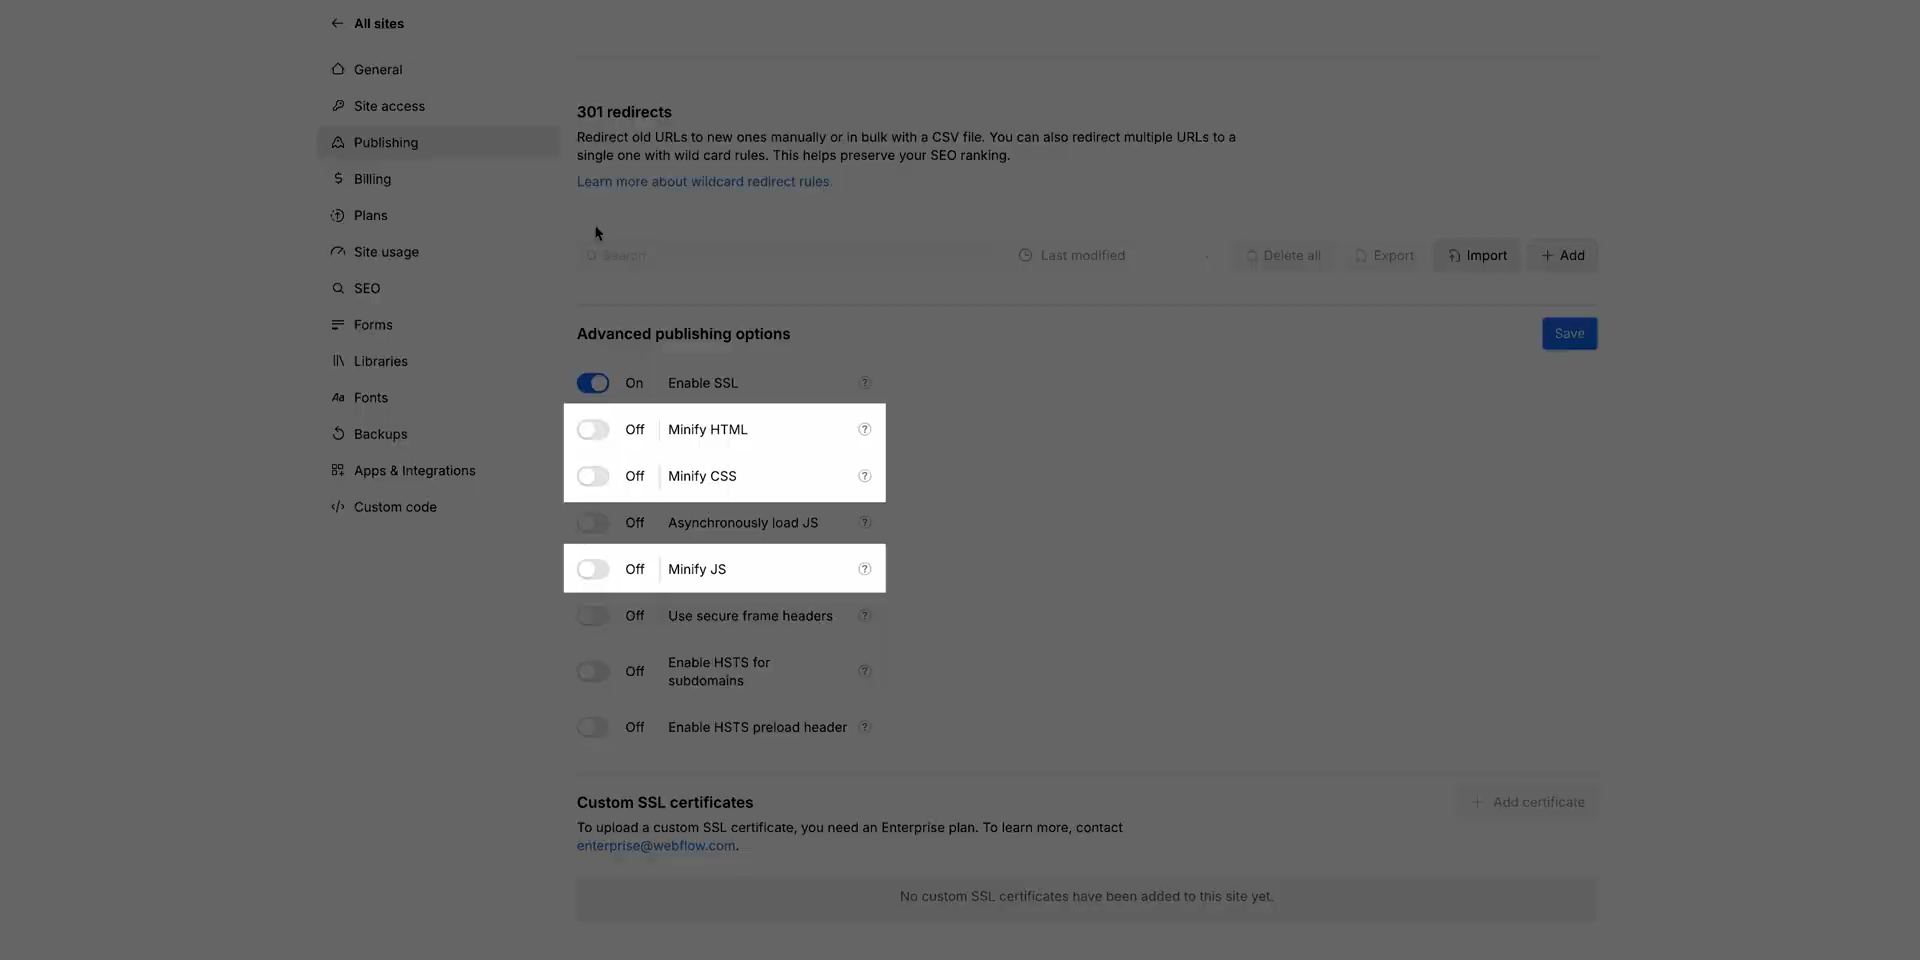 All sites
General
Site access
Publishing
Billing
Plans
Site usage
SEO
Forms
Libraries
Aa Fonts
Backups
Apps & Integrations
</> Custom code
301 redirects
Redirect old URLs to new ones manually or in bulk with a CSV file. You can also redirect multiple URLs to a
single one with wild card rules. This helps preserve your SEO ranking.
Learn more about wildcard redirect rules.
Search
Last modified
Delete all
Export
Import
+ Add
Advanced publishing options
Save
On Enable SSL ?
Off Minify HTML ?
Off Minify CSS ?
Off Asynchronously load JS ?
Off Minify JS ?
Off Use secure frame headers ?
Off Enable HSTS for
subdomains ?
Off Enable HSTS preload header ?
Custom SSL certificates
+ Add certificate
To upload a custom SSL certificate, you need an Enterprise plan. To learn more, contact
enterprise@webflow.com.
No custom SSL certificates have been added to this site yet.